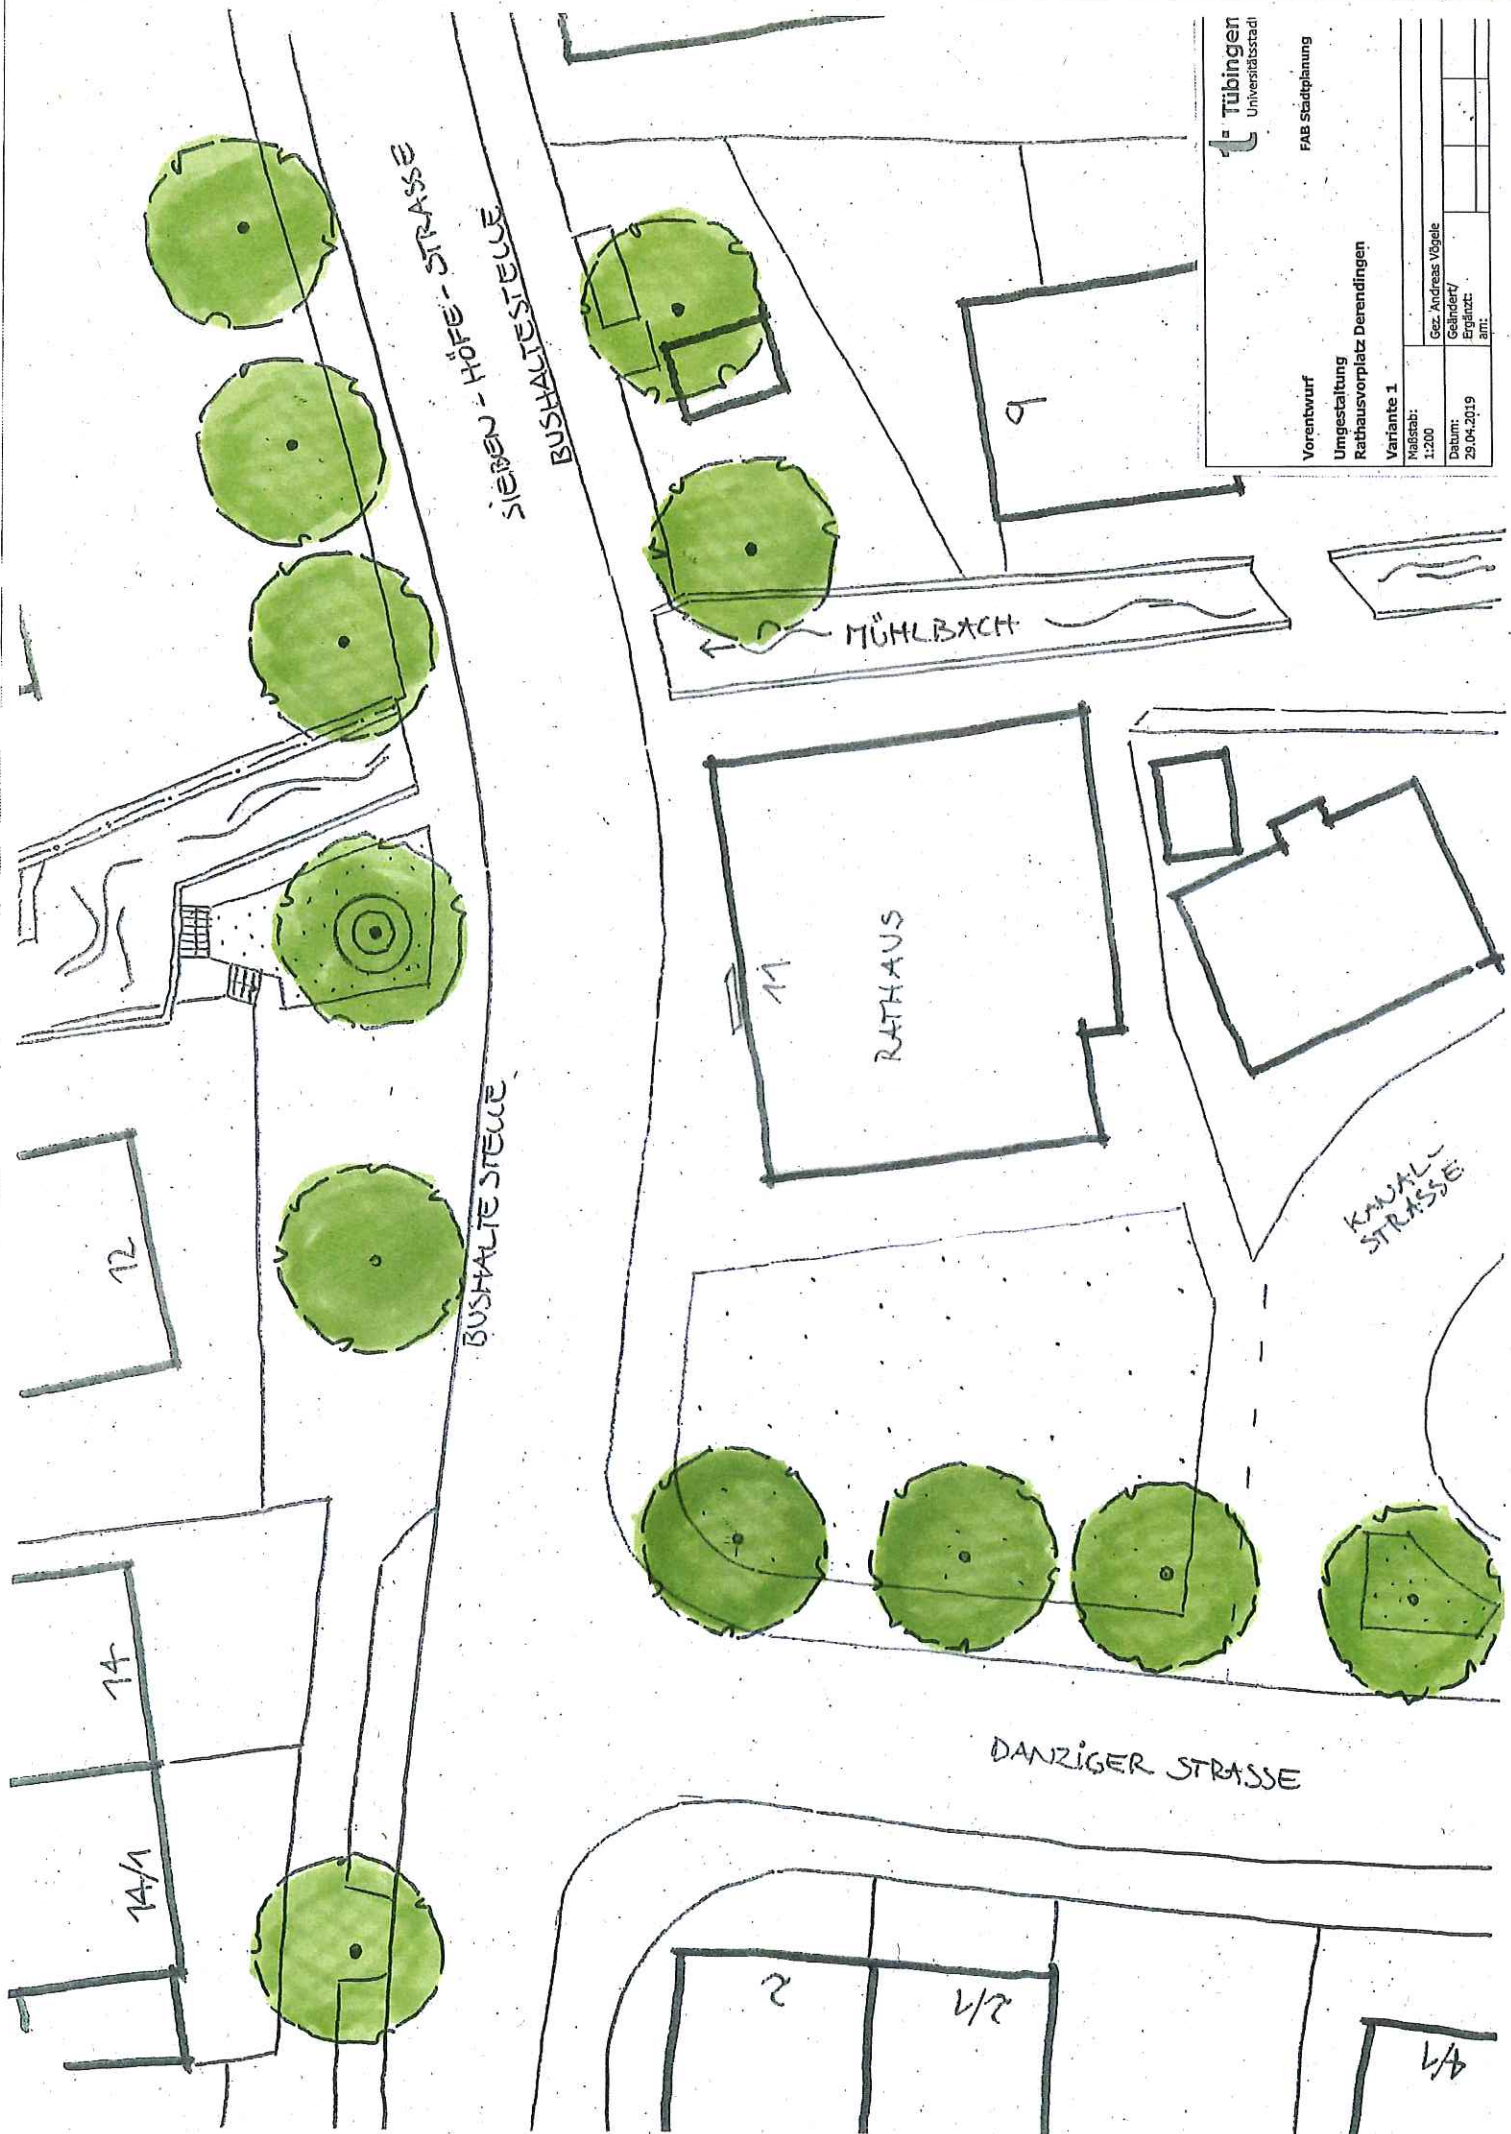 SIEBEN-HÖFE-STRASSE
BUSHALTESTELLE
BUSHALTESTELLE
MÜHLBACH
9
11
RATHAUS
12
14
14/1
KANAL-
STRASSE
DANZIGER STRASSE
2
2/1
4/1
Tübingen
Universitätsstadt
FAB Stadtplanung
Vorentwurf
Umgestaltung
Rathausvorplatz Derendingen
Variante 1
Maßstab:
1:200
Gez. Andreas Vögele
Datum:
29.04.2019
Geändert/
Ergänzt:
am: